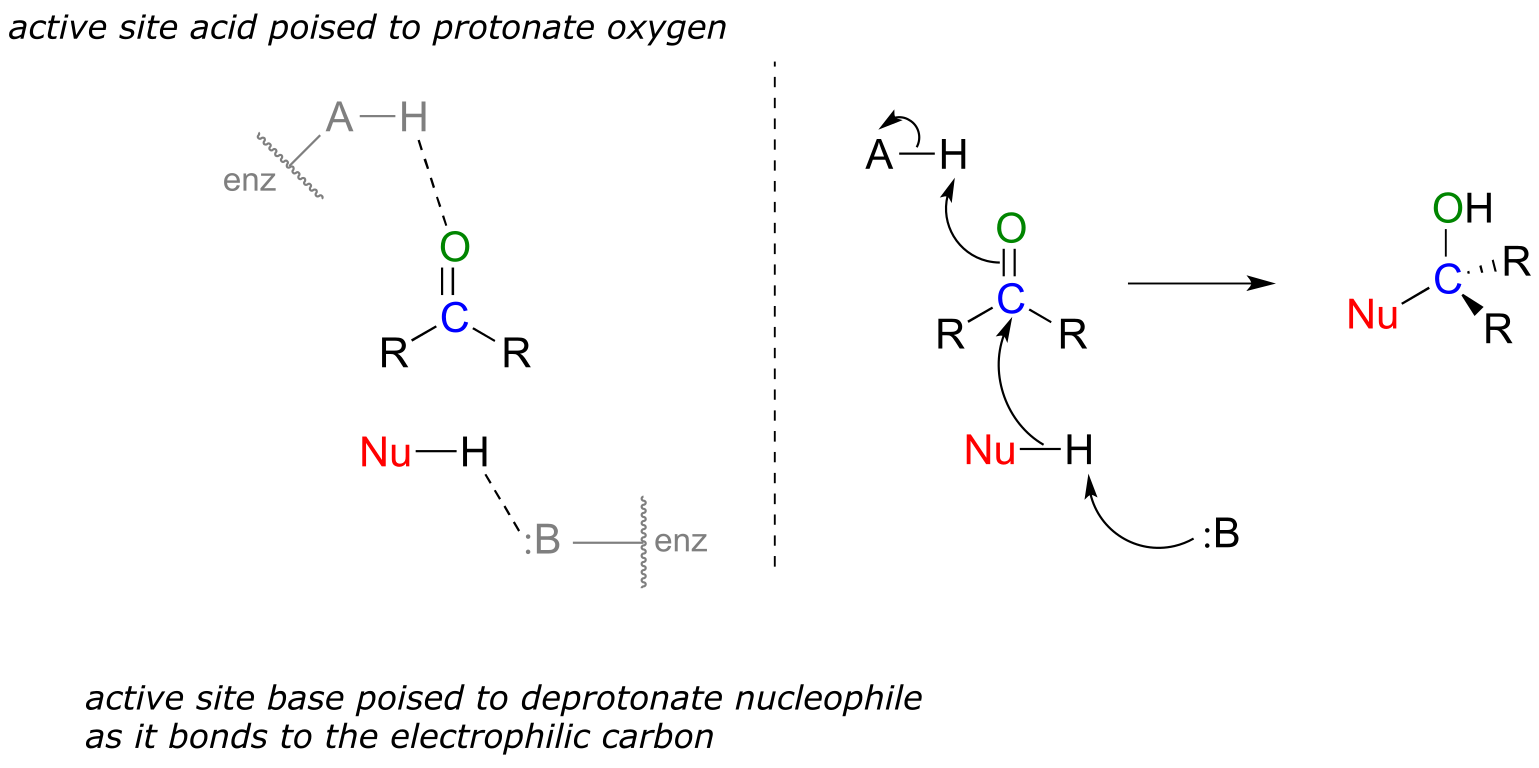 active site acid poised to protonate oxygen
A H
enz
O
C
R R
Nu H
:B enz
A H
O
C
R R
Nu H
:B
OH
C R
Nu R
active site base poised to deprotonate nucleophile
as it bonds to the electrophilic carbon